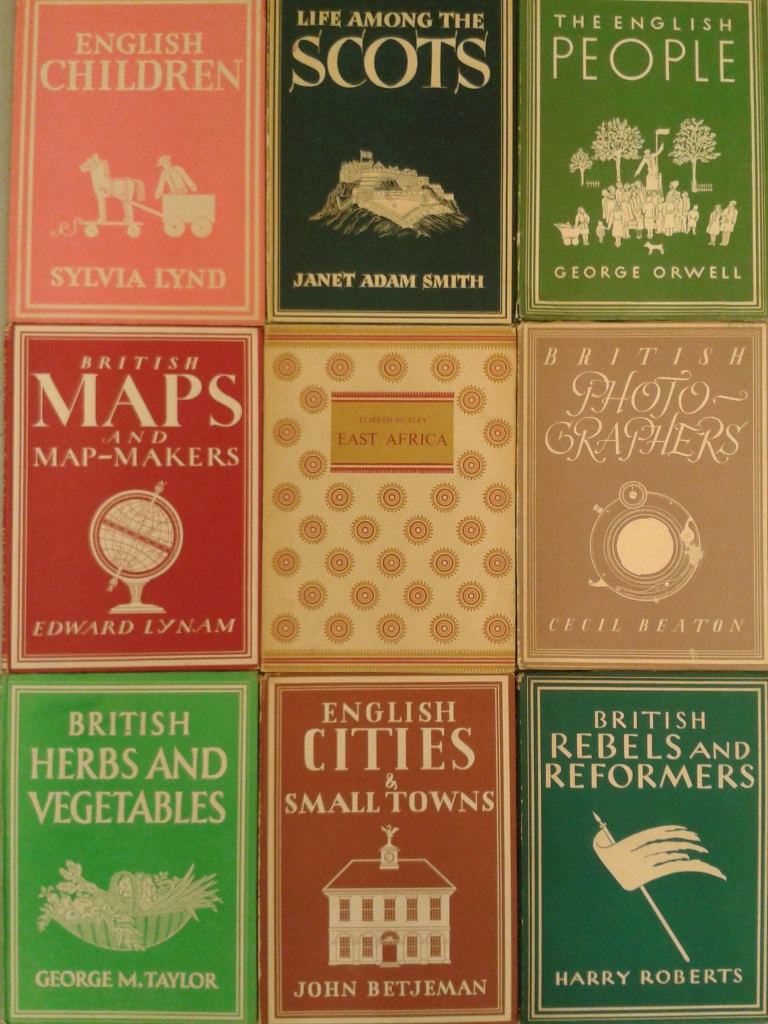 ENGLISH
CHILDREN
SYLVIA LYND
LIFE AMONG THE
SCOTS
JANET ADAM SMITH
THE ENGLISH
PEOPLE
GEORGE ORWELL
BRITISH
MAPS
AND
MAP-MAKERS
EDWARD LYNAM
ELSPETH HUXLEY
EAST AFRICA
BRITISH
PHOTO-
GRAPHERS
CECIL BEATON
BRITISH
HERBS AND
VEGETABLES
GEORGE M. TAYLOR
ENGLISH
CITIES
&
SMALL TOWNS
JOHN BETJEMAN
BRITISH
REBELS AND
REFORMERS
HARRY ROBERTS